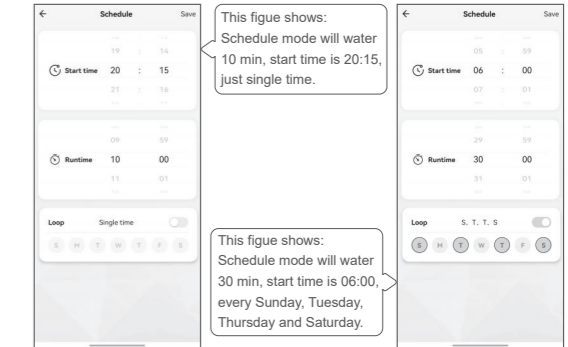 Schedule
Save
19 : 14
Start time 20 : 15
21 : 16
09 59
Runtime 10 00
11 01
Loop Single time
S M T W T F S
This figue shows:
Schedule mode will water
10 min, start time is 20:15,
just single time.
This figue shows:
Schedule mode will water
30 min, start time is 06:00,
every Sunday, Tuesday,
Thursday and Saturday.
Schedule
Save
05 : 59
Start time 06 : 00
07 : 01
29 59
Runtime 30 00
31 01
Loop S. T. T. S
S M T W T F S